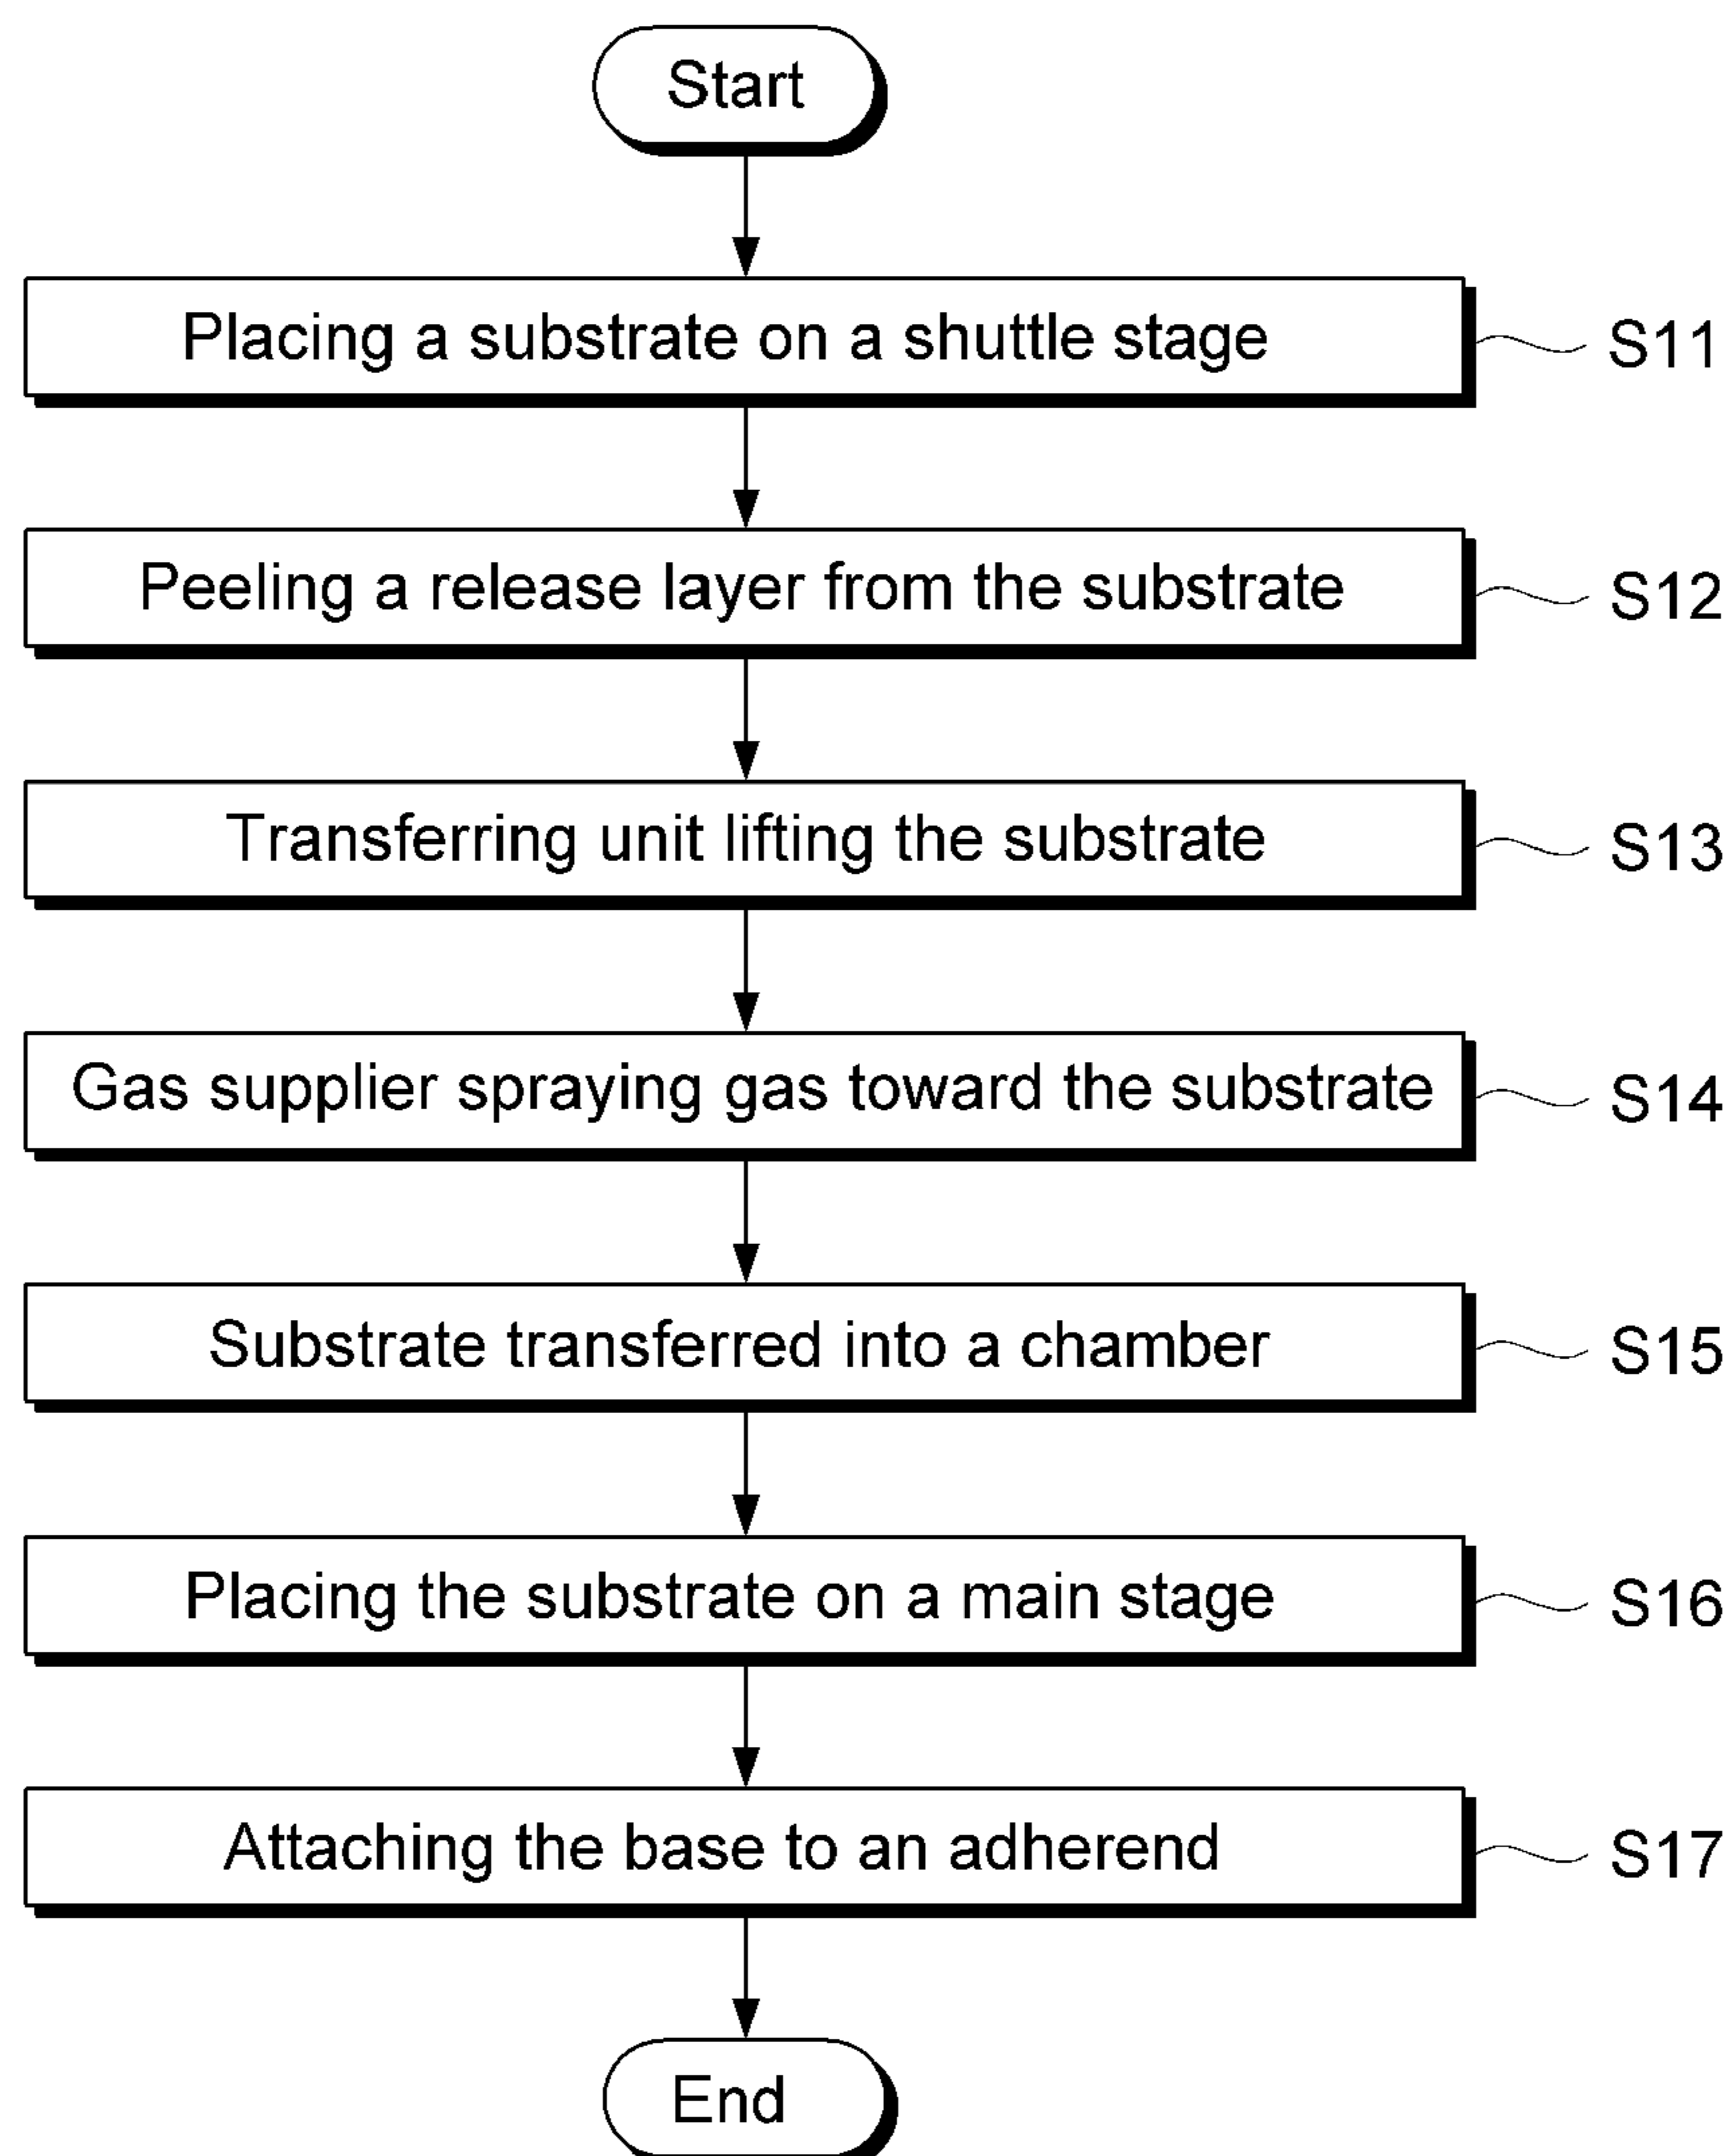 Start
Placing a substrate on a shuttle stage
S11
Peeling a release layer from the substrate
S12
Transferring unit lifting the substrate
S13
Gas supplier spraying gas toward the substrate
S14
Substrate transferred into a chamber
S15
Placing the substrate on a main stage
S16
Attaching the base to an adherend
S17
End